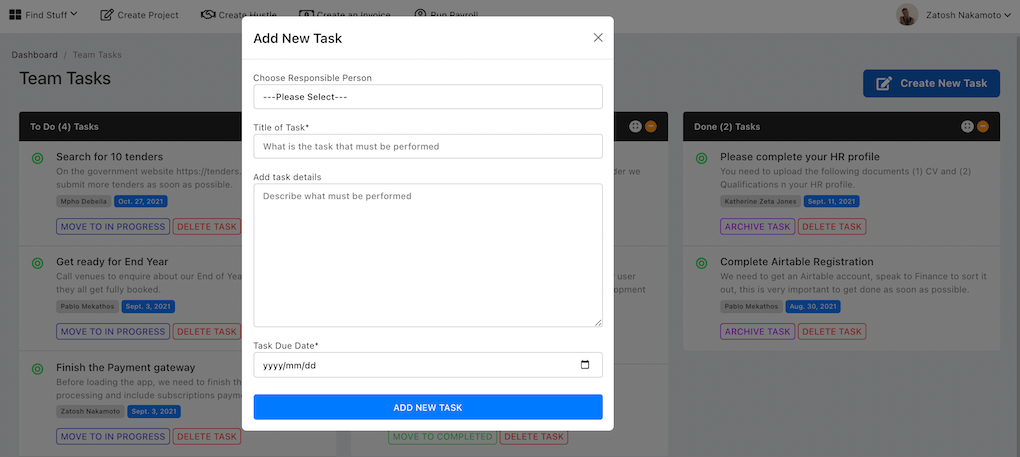 Find Stuff
Create Project
Create Hustle
Create an Invoice
Run Payroll
Zatosh Nakamoto
Dashboard / Team Tasks
Team Tasks
Create New Task
Add New Task
Choose Responsible Person
---Please Select---
Title of Task*
What is the task that must be performed
Add task details
Describe what must be performed
Task Due Date*
yyyy/mm/dd
ADD NEW TASK
To Do (4) Tasks
Search for 10 tenders
On the government website https://tenders.
submit more tenders as soon as possible.
Mpho Debeila Oct. 27, 2021
MOVE TO IN PROGRESS DELETE TASK
Get ready for End Year
Call venues to enquire about our End of Yea
they all get fully booked.
Pablo Mekathos Sept. 3, 2021
MOVE TO IN PROGRESS DELETE TASK
Finish the Payment gateway
Before loading the app, we need to finish th
processing and include subscriptions payme
Zatosh Nakamoto Sept. 3, 2021
MOVE TO IN PROGRESS DELETE TASK
der we
user
opment
MOVE TO COMPLETED DELETE TASK
Done (2) Tasks
Please complete your HR profile
You need to upload the following documents (1) CV and (2)
Qualifications n your HR profile.
Katherine Zeta Jones Sept. 11, 2021
ARCHIVE TASK DELETE TASK
Complete Airtable Registration
We need to get an Airtable account, speak to Finance to sort it
out, this is very important to get done as soon as possible.
Pablo Mekathos Aug. 30, 2021
ARCHIVE TASK DELETE TASK